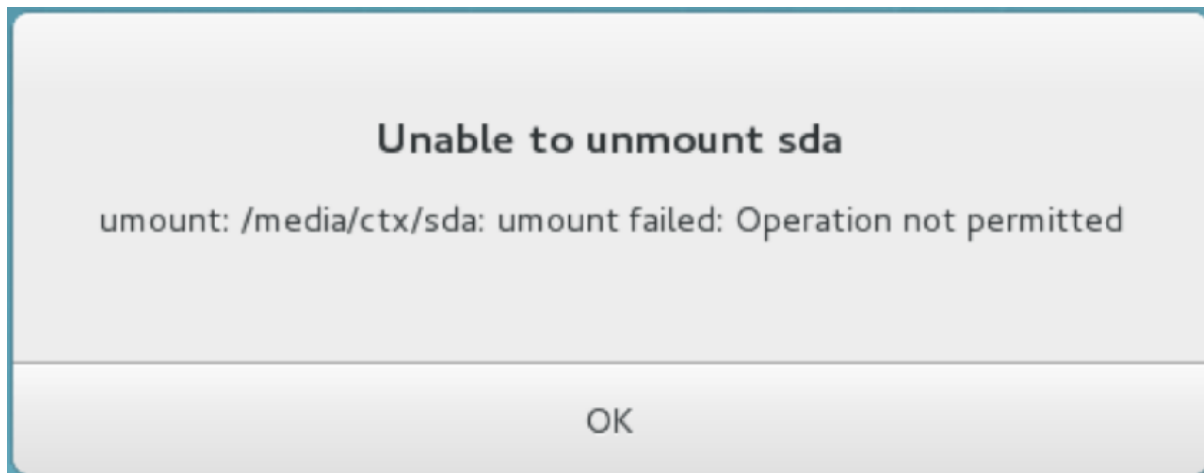 Unable to unmount sda
umount: /media/ctx/sda: umount failed: Operation not permitted
OK